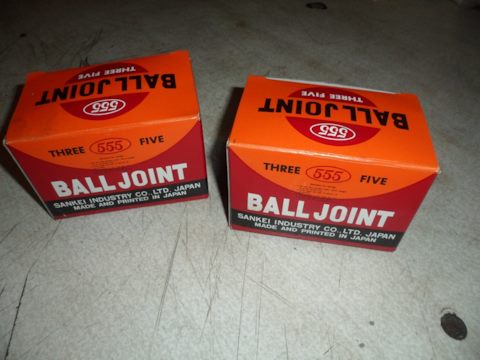 BALL JOINT
THREE FIVE
555
THREE 555 FIVE
BALL JOINT
SANKEI INDUSTRY CO., LTD. JAPAN
MADE AND PRINTED IN JAPAN
BALL JOINT
THREE FIVE
555
THREE 555 FIVE
BALL JOINT
SANKEI INDUSTRY CO., LTD. JAPAN
MADE AND PRINTED IN JAPAN